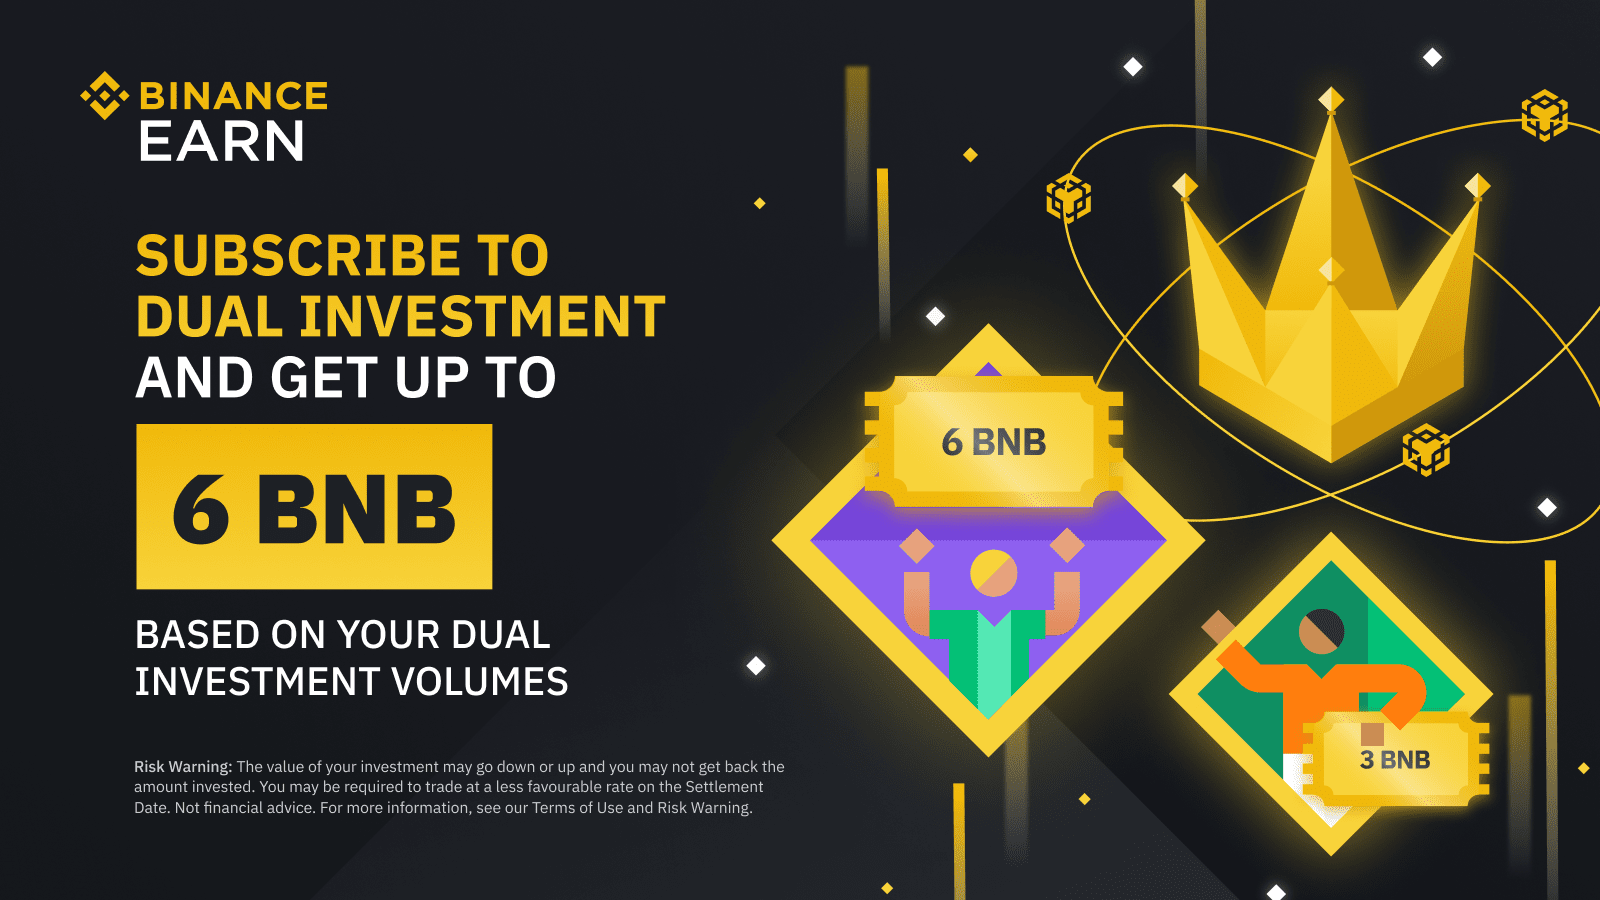 BINANCE
EARN
SUBSCRIBE TO
DUAL INVESTMENT
AND GET UP TO
6 BNB
BASED ON YOUR DUAL
INVESTMENT VOLUMES
Risk Warning: The value of your investment may go down or up and you may not get back the
amount invested. You may be required to trade at a less favourable rate on the Settlement
Date. Not financial advice. For more information, see our Terms of Use and Risk Warning.
6 BNB
3 BNB